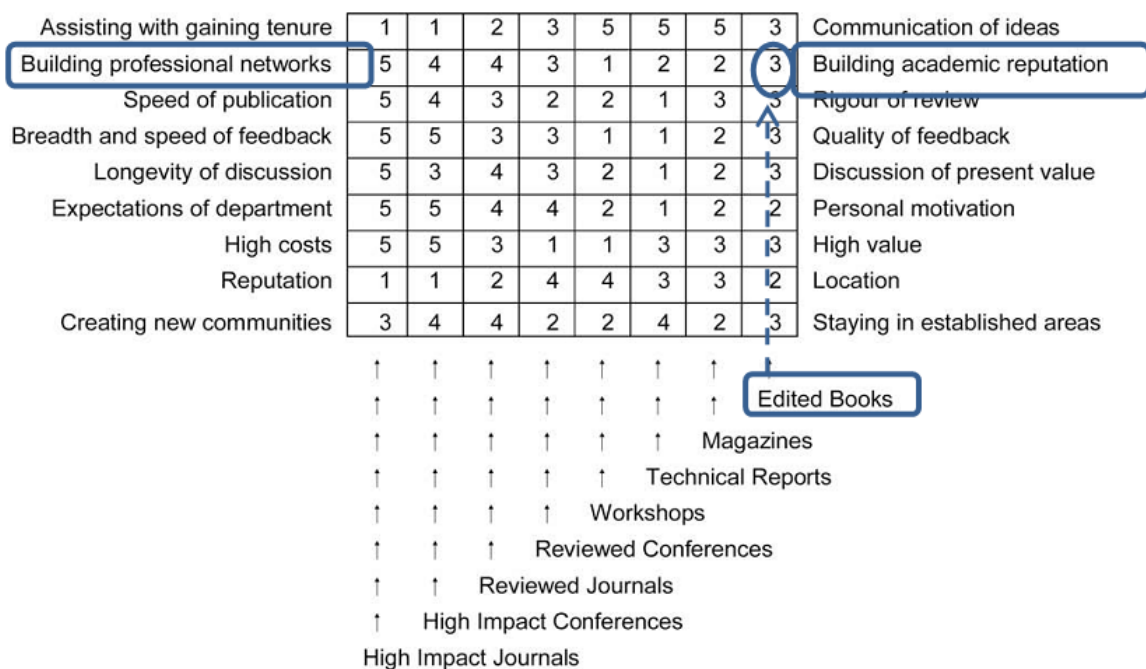 Assisting with gaining tenure 1 1 2 3 5 5 5 3 Communication of ideas
Building professional networks 5 4 4 3 1 2 2 3 Building academic reputation
Speed of publication 5 4 3 2 2 1 3 3 Rigour of review
Breadth and speed of feedback 5 5 3 3 1 1 2 3 Quality of feedback
Longevity of discussion 5 3 4 3 2 1 2 3 Discussion of present value
Expectations of department 5 5 4 4 2 1 2 2 Personal motivation
High costs 5 5 3 1 1 3 3 3 High value
Reputation 1 1 2 4 4 3 3 2 Location
Creating new communities 3 4 4 2 2 4 2 3 Staying in established areas
Edited Books
Magazines
Technical Reports
Workshops
Reviewed Conferences
Reviewed Journals
High Impact Conferences
High Impact Journals